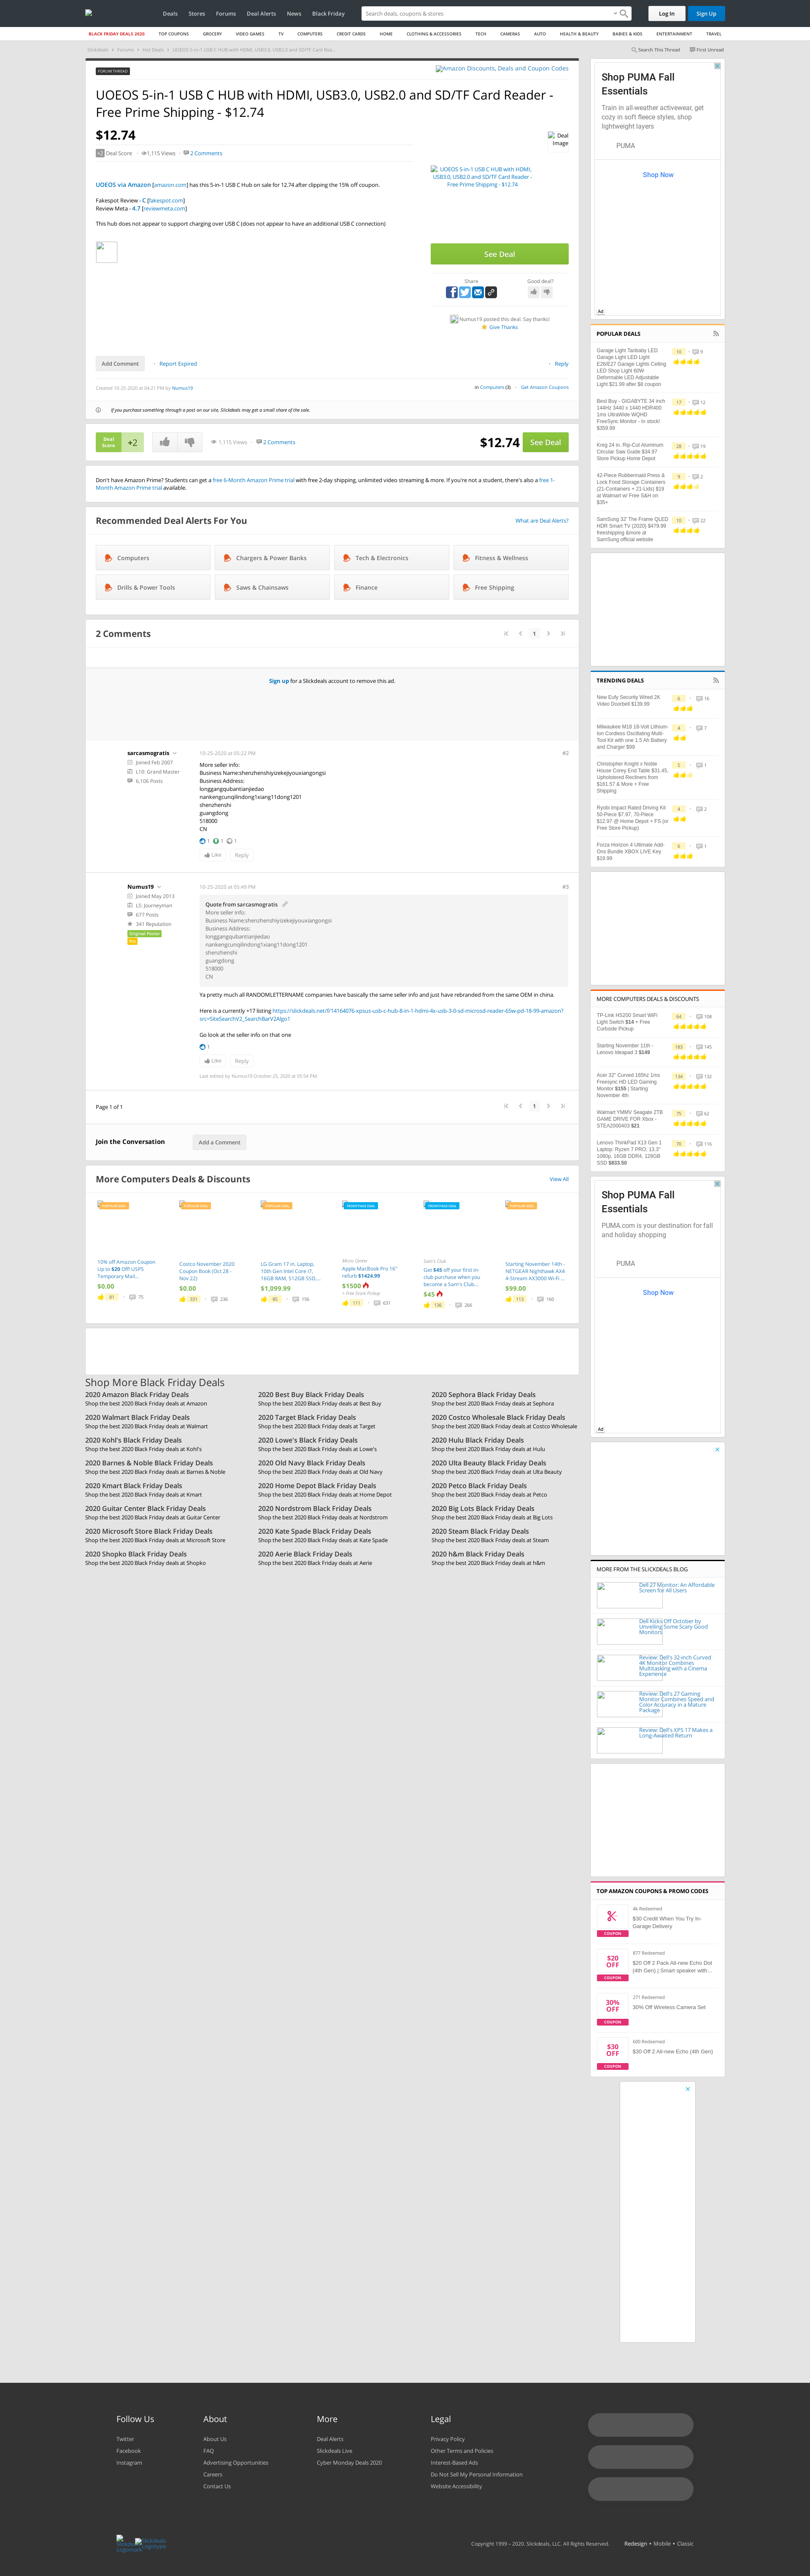 Deals
Stores
Forums
Deal Alerts
News
Black Friday
Search deals, coupons & stores
Log In
Sign Up
BLACK FRIDAY DEALS 2020
TOP COUPONS
GROCERY
VIDEO GAMES
TV
COMPUTERS
CREDIT CARDS
HOME
CLOTHING & ACCESSORIES
TECH
CAMERAS
AUTO
HEALTH & BEAUTY
BABIES & KIDS
ENTERTAINMENT
TRAVEL
Slickdeals
Forums
Hot Deals
UOEOS 5-in-1 USB C HUB with HDMI, USB3.0, USB2.0 and SD/TF Card Rea...
Search This Thread
First Unread
FORUM THREAD
Amazon Discounts, Deals and Coupon Codes
UOEOS 5-in-1 USB C HUB with HDMI, USB3.0, USB2.0 and SD/TF Card Reader -
Free Prime Shipping - $12.74
$12.74
+2 Deal Score
1,115 Views
2 Comments
UOEOS via Amazon [amazon.com] has this 5-in-1 USB C Hub on sale for 12.74 after clipping the 15% off coupon.
Fakespot Review - C [fakespot.com]
Review Meta - 4.7 [reviewmeta.com]
This hub does not appear to support charging over USB C (does not appear to have an additional USB C connection)
Deal
Image
UOEOS 5-in-1 USB C HUB with HDMI,
USB3.0, USB2.0 and SD/TF Card Reader -
Free Prime Shipping - $12.74
See Deal
Share
Good deal?
Numus19 posted this deal. Say thanks!
Give Thanks
Add Comment
Report Expired
Reply
Created 10-25-2020 at 04:21 PM by Numus19
in Computers (3)
Get Amazon Coupons
If you purchase something through a post on our site, Slickdeals may get a small share of the sale.
Deal
Score
+2
1,115 Views
2 Comments
$12.74
See Deal
Don't have Amazon Prime? Students can get a free 6-Month Amazon Prime trial with free 2-day shipping, unlimited video streaming & more. If you're not a student, there's also a free 1-
Month Amazon Prime trial available.
Recommended Deal Alerts For You
What are Deal Alerts?
Computers
Chargers & Power Banks
Tech & Electronics
Fitness & Wellness
Drills & Power Tools
Saws & Chainsaws
Finance
Free Shipping
2 Comments
1
Sign up for a Slickdeals account to remove this ad.
sarcasmogratis
Joined Feb 2007
L10: Grand Master
6,106 Posts
10-25-2020 at 05:22 PM
#2
More seller info:
Business Name:shenzhenshiyizekejiyouxiangongsi
Business Address:
longgangqubantianjiedao
nankengcunqilindong1xiang11dong1201
shenzhenshi
guangdong
518000
CN
1
1
1
Like
Reply
Numus19
Joined May 2013
L5: Journeyman
677 Posts
341 Reputation
Original Poster
Pro
10-25-2020 at 05:49 PM
#3
Quote from sarcasmogratis
More seller info:
Business Name:shenzhenshiyizekejiyouxiangongsi
Business Address:
longgangqubantianjiedao
nankengcunqilindong1xiang11dong1201
shenzhenshi
guangdong
518000
CN
Ya pretty much all RANDOMLETTERNAME companies have basically the same seller info and just have rebranded from the same OEM in china.
Here is a currently +17 listing https://slickdeals.net/f/14164076-xpsus-usb-c-hub-8-in-1-hdmi-4x-usb-3-0-sd-microsd-reader-65w-pd-18-99-amazon?
src=SiteSearchV2_SearchBarV2Algo1
Go look at the seller info on that one
1
Like
Reply
Last edited by Numus19 October 25, 2020 at 05:54 PM.
Page 1 of 1
1
Join the Conversation
Add a Comment
More Computers Deals & Discounts
View All
POPULAR DEAL
10% off Amazon Coupon
Up to $20 Off! USPS
Temporary Mail...
$0.00
81
75
POPULAR DEAL
Costco November 2020
Coupon Book (Oct 28 -
Nov 22)
$0.00
331
236
POPULAR DEAL
LG Gram 17 in. Laptop,
10th Gen Intel Core i7,
16GB RAM, 512GB SSD,...
$1,099.99
85
156
FRONTPAGE DEAL
Micro Center
Apple MacBook Pro 16"
refurb $1424.99
$1500
+ Free Store Pickup
111
631
FRONTPAGE DEAL
Sam's Club
Get $45 off your first in-
club purchase when you
become a Sam's Club...
$45
136
266
POPULAR DEAL
Starting November 14th -
NETGEAR Nighthawk AX4
4-Stream AX3000 Wi-Fi ...
$99.00
113
160
Shop More Black Friday Deals
2020 Amazon Black Friday Deals
Shop the best 2020 Black Friday deals at Amazon
2020 Best Buy Black Friday Deals
Shop the best 2020 Black Friday deals at Best Buy
2020 Sephora Black Friday Deals
Shop the best 2020 Black Friday deals at Sephora
2020 Walmart Black Friday Deals
Shop the best 2020 Black Friday deals at Walmart
2020 Target Black Friday Deals
Shop the best 2020 Black Friday deals at Target
2020 Costco Wholesale Black Friday Deals
Shop the best 2020 Black Friday deals at Costco Wholesale
2020 Kohl's Black Friday Deals
Shop the best 2020 Black Friday deals at Kohl's
2020 Lowe's Black Friday Deals
Shop the best 2020 Black Friday deals at Lowe's
2020 Hulu Black Friday Deals
Shop the best 2020 Black Friday deals at Hulu
2020 Barnes & Noble Black Friday Deals
Shop the best 2020 Black Friday deals at Barnes & Noble
2020 Old Navy Black Friday Deals
Shop the best 2020 Black Friday deals at Old Navy
2020 Ulta Beauty Black Friday Deals
Shop the best 2020 Black Friday deals at Ulta Beauty
2020 Kmart Black Friday Deals
Shop the best 2020 Black Friday deals at Kmart
2020 Home Depot Black Friday Deals
Shop the best 2020 Black Friday deals at Home Depot
2020 Petco Black Friday Deals
Shop the best 2020 Black Friday deals at Petco
2020 Guitar Center Black Friday Deals
Shop the best 2020 Black Friday deals at Guitar Center
2020 Nordstrom Black Friday Deals
Shop the best 2020 Black Friday deals at Nordstrom
2020 Big Lots Black Friday Deals
Shop the best 2020 Black Friday deals at Big Lots
2020 Microsoft Store Black Friday Deals
Shop the best 2020 Black Friday deals at Microsoft Store
2020 Kate Spade Black Friday Deals
Shop the best 2020 Black Friday deals at Kate Spade
2020 Steam Black Friday Deals
Shop the best 2020 Black Friday deals at Steam
2020 Shopko Black Friday Deals
Shop the best 2020 Black Friday deals at Shopko
2020 Aerie Black Friday Deals
Shop the best 2020 Black Friday deals at Aerie
2020 h&m Black Friday Deals
Shop the best 2020 Black Friday deals at h&m
Shop PUMA Fall
Essentials
Train in all-weather activewear, get
cozy in soft fleece styles, shop
lightweight layers
PUMA
Shop Now
Ad
POPULAR DEALS
Garage Light Tanbaby LED
Garage Light LED Light
E26/E27 Garage Lights Ceiling
LED Shop Light 60W
Deformable LED Adjustable
Light $21.99 after $8 coupon
10
9
Best Buy - GIGABYTE 34 inch
144Hz 3440 x 1440 HDR400
1ms UltraWide WQHD
FreeSync Monitor - In stock!
$359.99
17
12
Kreg 24 in. Rip-Cut Aluminum
Circular Saw Guide $34.97
Store Pickup Home Depot
28
19
42-Piece Rubbermaid Press &
Lock Food Storage Containers
(21-Containers + 21-Lids) $19
at Walmart w/ Free S&H on
$35+
9
2
SamSung 32' The Frame QLED
HDR Smart TV (2020) $479.99
freeshipping &more at
SamSung official website
10
22
TRENDING DEALS
New Eufy Security Wired 2K
Video Doorbell $139.99
6
16
Milwaukee M18 18-Volt Lithium-
Ion Cordless Oscillating Multi-
Tool Kit with one 1.5 Ah Battery
and Charger $99
4
7
Christopher Knight x Noble
House Corey End Table $31.45,
Upholstered Recliners from
$161.57 & More + Free
Shipping
1
Ryobi Impact Rated Driving Kit
50-Piece $7.97, 70-Piece
$12.97 @ Home Depot + FS (or
Free Store Pickup)
4
2
Forza Horizon 4 Ultimate Add-
Ons Bundle XBOX LIVE Key
$19.99
6
1
MORE COMPUTERS DEALS & DISCOUNTS
TP-Link HS200 Smart WiFi
Light Switch $14 + Free
Curbside Pickup
64
108
Starting November 11th -
Lenovo Ideapad 3 $149
183
145
Acer 32" Curved 165hz 1ms
Freesync HD LED Gaming
Monitor $155 | Starting
November 4th
134
132
Walmart YMMV Seagate 2TB
GAME DRIVE FOR Xbox -
STEA2000403 $21
75
62
Lenovo ThinkPad X13 Gen 1
Laptop: Ryzen 7 PRO, 13.3"
1080p, 16GB DDR4, 128GB
SSD $833.50
70
116
Shop PUMA Fall
Essentials
PUMA.com is your destination for fall
and holiday shopping
PUMA
Shop Now
Ad
MORE FROM THE SLICKDEALS BLOG
Dell 27 Monitor: An Affordable
Screen for All Users
Dell Kicks Off October by
Unveiling Some Scary Good
Monitors
Review: Dell's 32-inch Curved
4K Monitor Combines
Multitasking with a Cinema
Experience
Review: Dell's 27 Gaming
Monitor Combines Speed and
Color Accuracy in a Mature
Package
Review: Dell's XPS 17 Makes a
Long-Awaited Return
TOP AMAZON COUPONS & PROMO CODES
COUPON
4k Redeemed
$30 Credit When You Try In-
Garage Delivery
$20
OFF
COUPON
877 Redeemed
$20 Off 2 Pack All-new Echo Dot
(4th Gen) | Smart speaker with...
30%
OFF
COUPON
271 Redeemed
30% Off Wireless Camera Set
$30
OFF
COUPON
600 Redeemed
$30 Off 2 All-new Echo (4th Gen)
Follow Us
Twitter
Facebook
Instagram
About
About Us
FAQ
Advertising Opportunities
Careers
Contact Us
More
Deal Alerts
Slickdeals Live
Cyber Monday Deals 2020
Legal
Privacy Policy
Other Terms and Policies
Interest-Based Ads
Do Not Sell My Personal Information
Website Accessibility
Slickdeals
Logomark
Slickdeals
Logotype
Copyright 1999 – 2020. Slickdeals, LLC. All Rights Reserved.
Redesign • Mobile • Classic